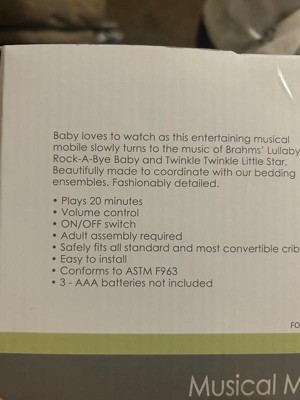 Baby loves to watch as this entertaining musical
mobile slowly turns to the music of Brahms' Lullaby
Rock-A-Bye Baby and Twinkle Twinkle Little Star.
Beautifully made to coordinate with our bedding
ensembles. Fashionably detailed.
• Plays 20 minutes
• Volume control
• ON/OFF switch
• Adult assembly required
• Safely fits all standard and most convertible crib
• Easy to install
• Conforms to ASTM F963
• 3 - AAA batteries not included
FO
Musical M